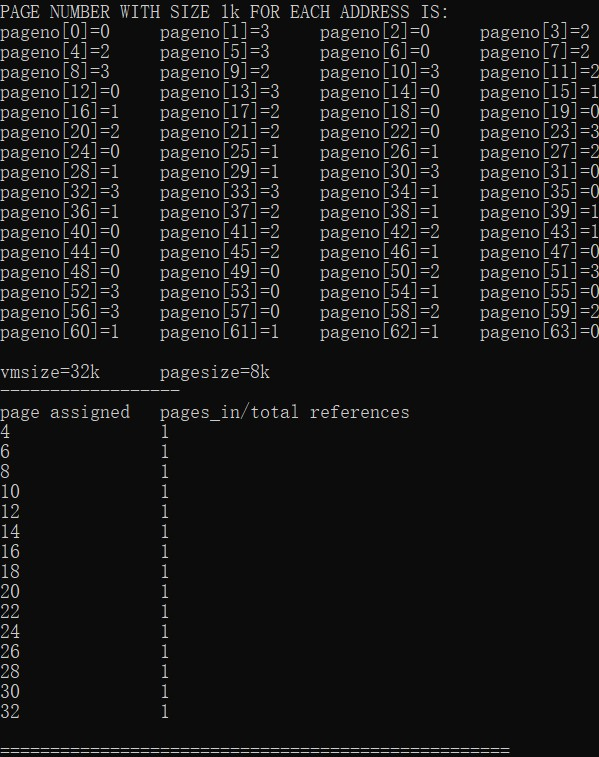 PAGE NUMBER WITH SIZE 1k FOR EACH ADDRESS IS:
pageno[0]=0 pageno[1]=3 pageno[2]=0 pageno[3]=2
pageno[4]=2 pageno[5]=3 pageno[6]=0 pageno[7]=2
pageno[8]=3 pageno[9]=2 pageno[10]=3 pageno[11]=2
pageno[12]=0 pageno[13]=3 pageno[14]=0 pageno[15]=1
pageno[16]=1 pageno[17]=2 pageno[18]=0 pageno[19]=0
pageno[20]=2 pageno[21]=2 pageno[22]=0 pageno[23]=3
pageno[24]=0 pageno[25]=1 pageno[26]=1 pageno[27]=2
pageno[28]=1 pageno[29]=1 pageno[30]=3 pageno[31]=0
pageno[32]=3 pageno[33]=3 pageno[34]=1 pageno[35]=0
pageno[36]=1 pageno[37]=2 pageno[38]=1 pageno[39]=1
pageno[40]=0 pageno[41]=2 pageno[42]=2 pageno[43]=1
pageno[44]=0 pageno[45]=2 pageno[46]=1 pageno[47]=0
pageno[48]=0 pageno[49]=0 pageno[50]=2 pageno[51]=3
pageno[52]=3 pageno[53]=0 pageno[54]=1 pageno[55]=0
pageno[56]=3 pageno[57]=0 pageno[58]=2 pageno[59]=2
pageno[60]=1 pageno[61]=1 pageno[62]=1 pageno[63]=0
vmsize=32k pagesize=8k
------------------
page assigned pages_in/total references
4 1
6 1
8 1
10 1
12 1
14 1
16 1
18 1
20 1
22 1
24 1
26 1
28 1
30 1
32 1
===================================================